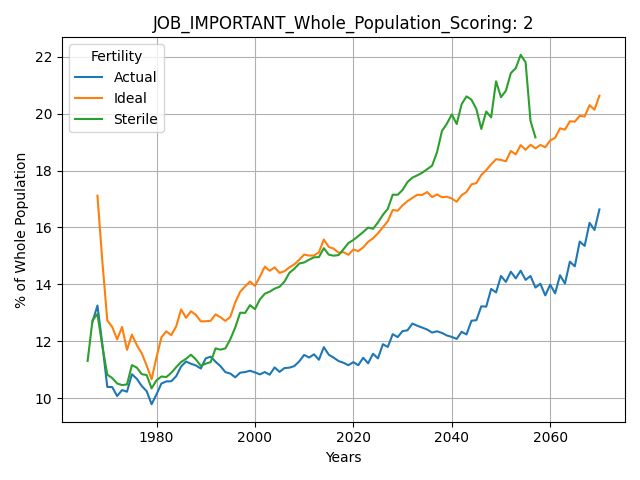 JOB_IMPORTANT_Whole_Population_Scoring: 2
Fertility
Actual
Ideal
Sterile
% of Whole Population
22
20
18
16
14
12
10
1980
2000
2020
2040
2060
Years